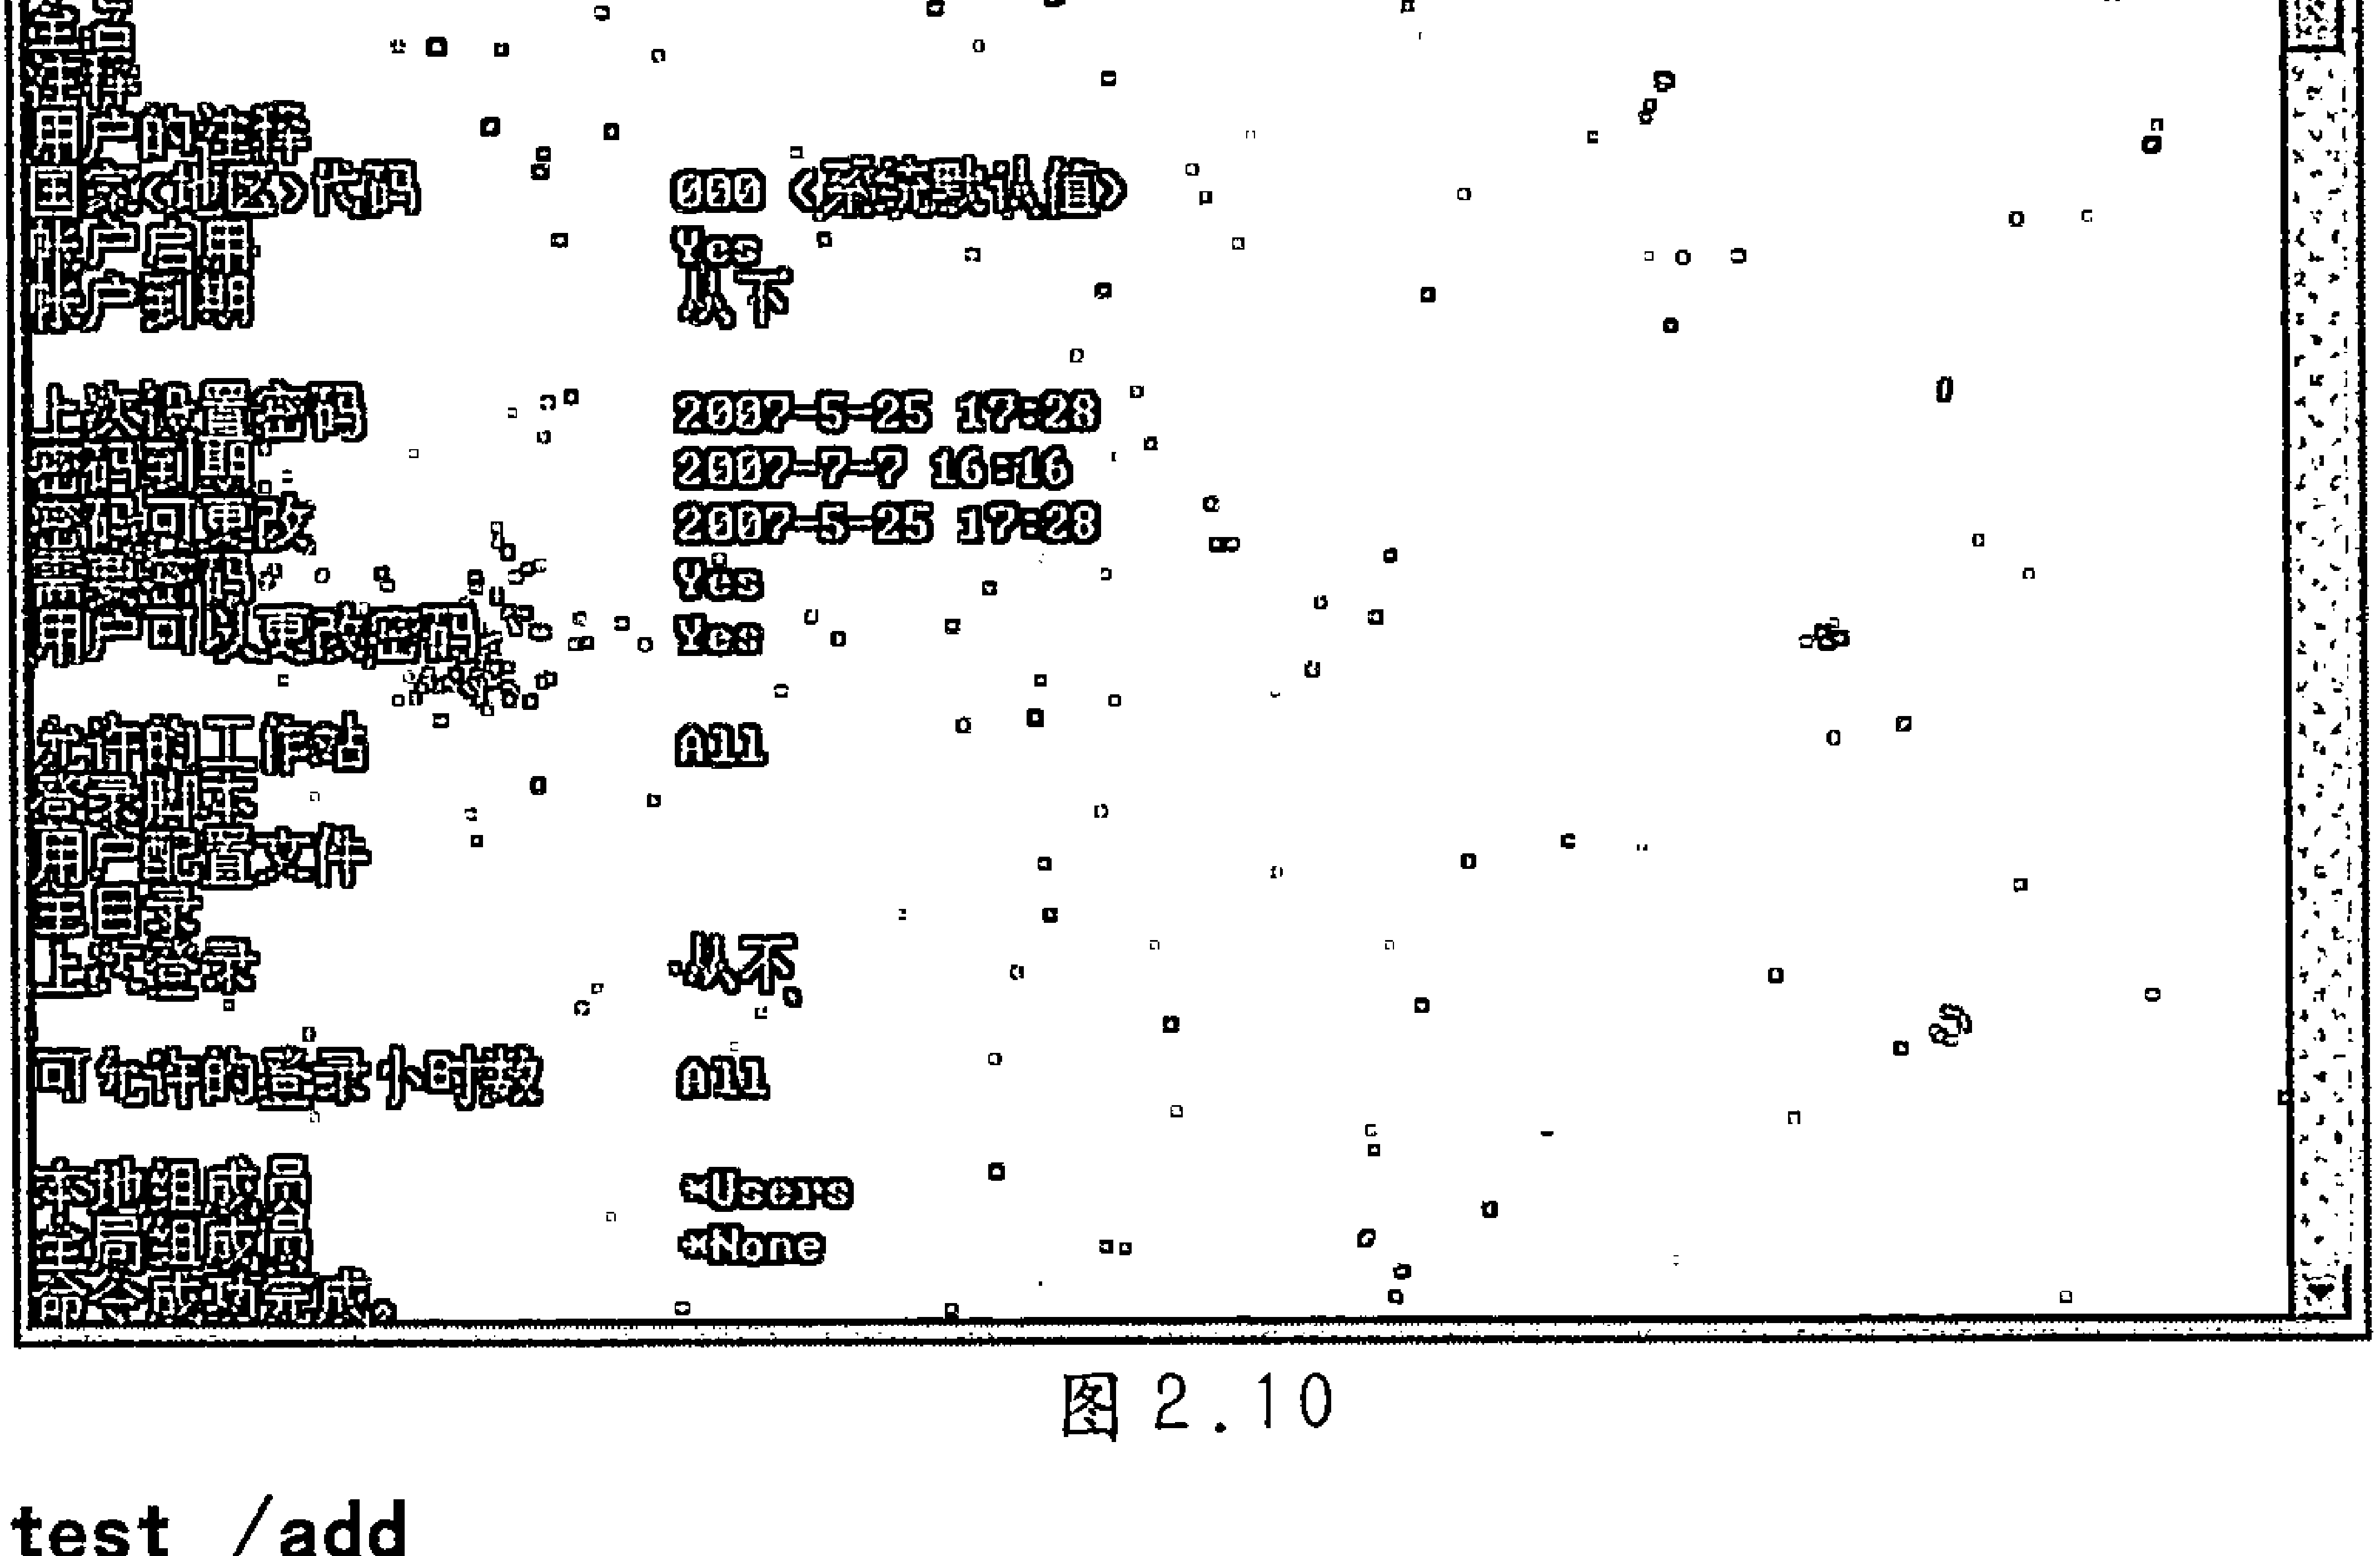 注释
用户的注释
国家(地区)代码 000 (系统默认值)
帐户启用 Yes
帐户到期 从不
上次设置密码 2007-5-25 17:28
密码到期 2007-7-7 16:16
密码可更改 2007-5-25 17:28
需要密码 Yes
用户可以更改密码 Yes
允许的工作站 All
登录脚本
用户配置文件
主目录
上次登录 从不
可允许的登录小时数 All
本地组成员 *Users
全局组成员 *None
命令成功完成。
图 2.10
test /add